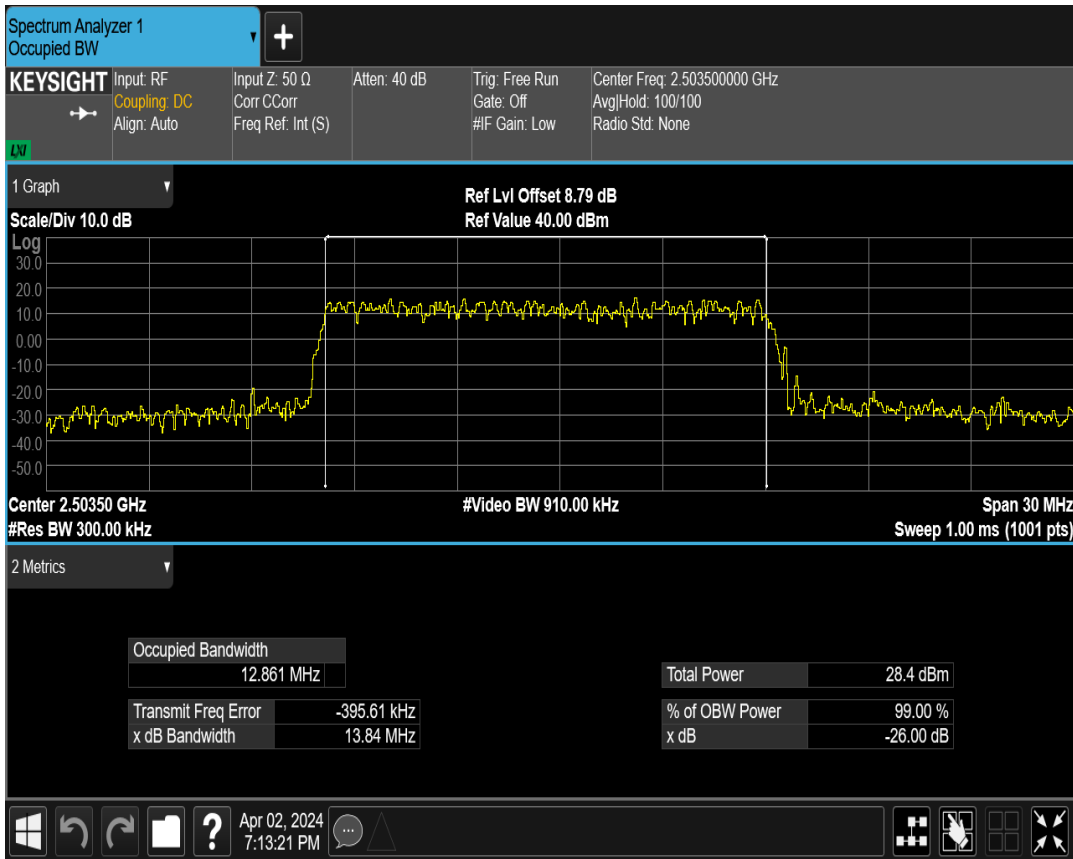 Spectrum Analyzer 1
Occupied BW
+
KEYSIGHT
LXI
Input: RF
Coupling: DC
Align: Auto
Input Z: 50 Ω
Corr CCorr
Freq Ref: Int (S)
Atten: 40 dB
Trig: Free Run
Gate: Off
#IF Gain: Low
Center Freq: 2.503500000 GHz
Avg|Hold: 100/100
Radio Std: None
1 Graph
Scale/Div 10.0 dB
Ref Lvl Offset 8.79 dB
Ref Value 40.00 dBm
Log
30.0
20.0
10.0
0.00
-10.0
-20.0
-30.0
-40.0
-50.0
Center 2.50350 GHz
#Video BW 910.00 kHz
Span 30 MHz
#Res BW 300.00 kHz
Sweep 1.00 ms (1001 pts)
2 Metrics
Occupied Bandwidth
12.861 MHz
Total Power 28.4 dBm
Transmit Freq Error -395.61 kHz
% of OBW Power 99.00 %
x dB Bandwidth 13.84 MHz
x dB -26.00 dB
?
Apr 02, 2024
7:13:21 PM